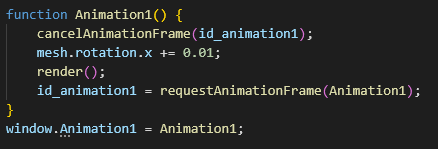 function Animation1() {
    cancelAnimationFrame(id_animation1);
    mesh.rotation.x += 0.01;
    render();
    id_animation1 = requestAnimationFrame(Animation1);
}
window.Animation1 = Animation1;